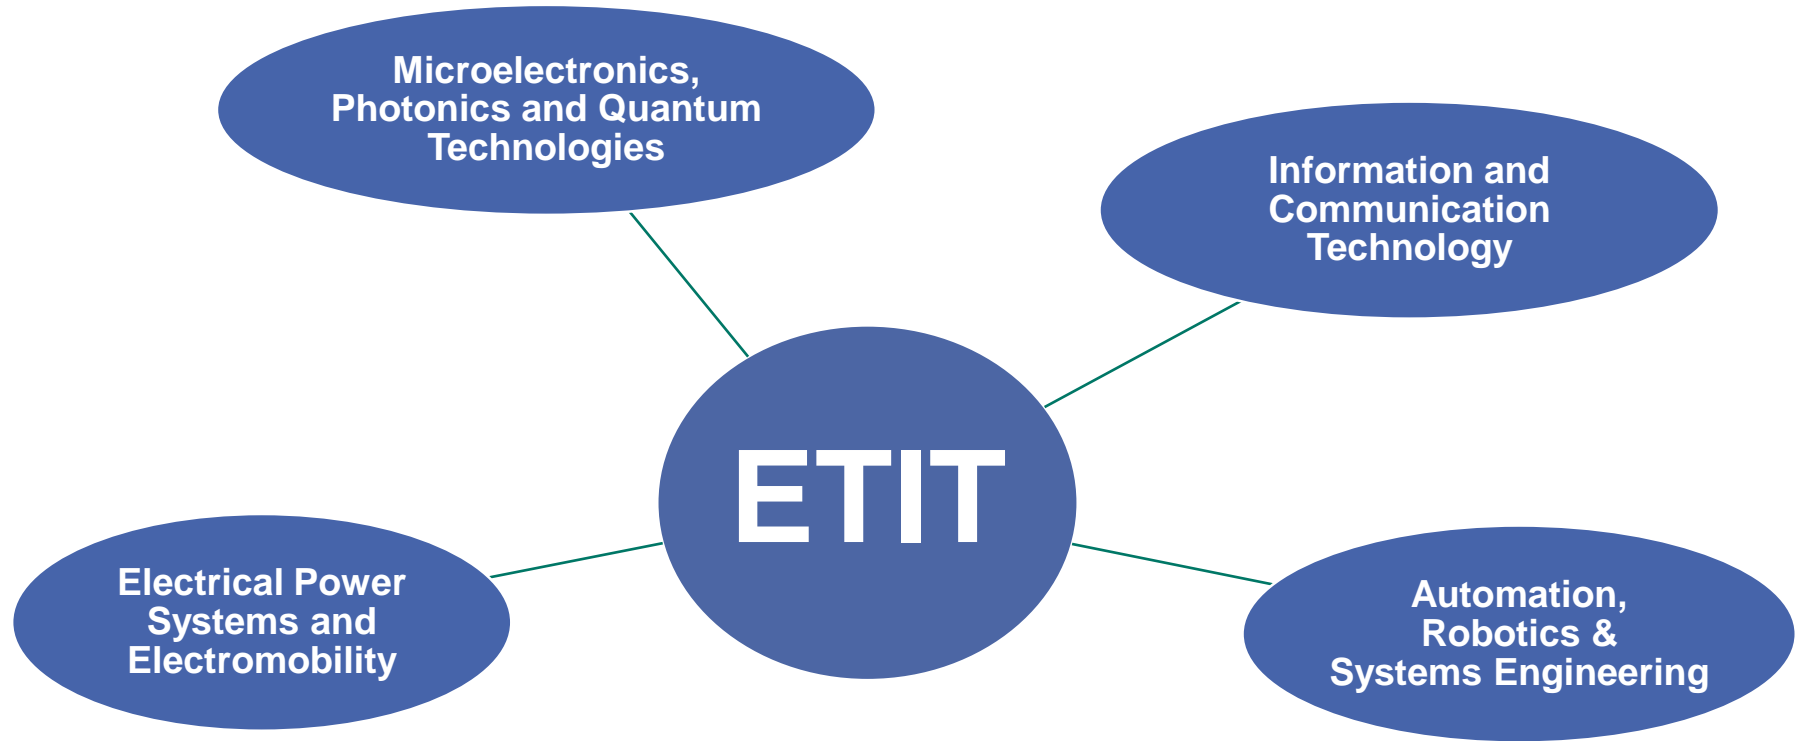 Microelectronics,
Photonics and Quantum
Technologies
Information and
Communication
Technology
ETIT
Electrical Power
Systems and
Electromobility
Automation,
Robotics &
Systems Engineering